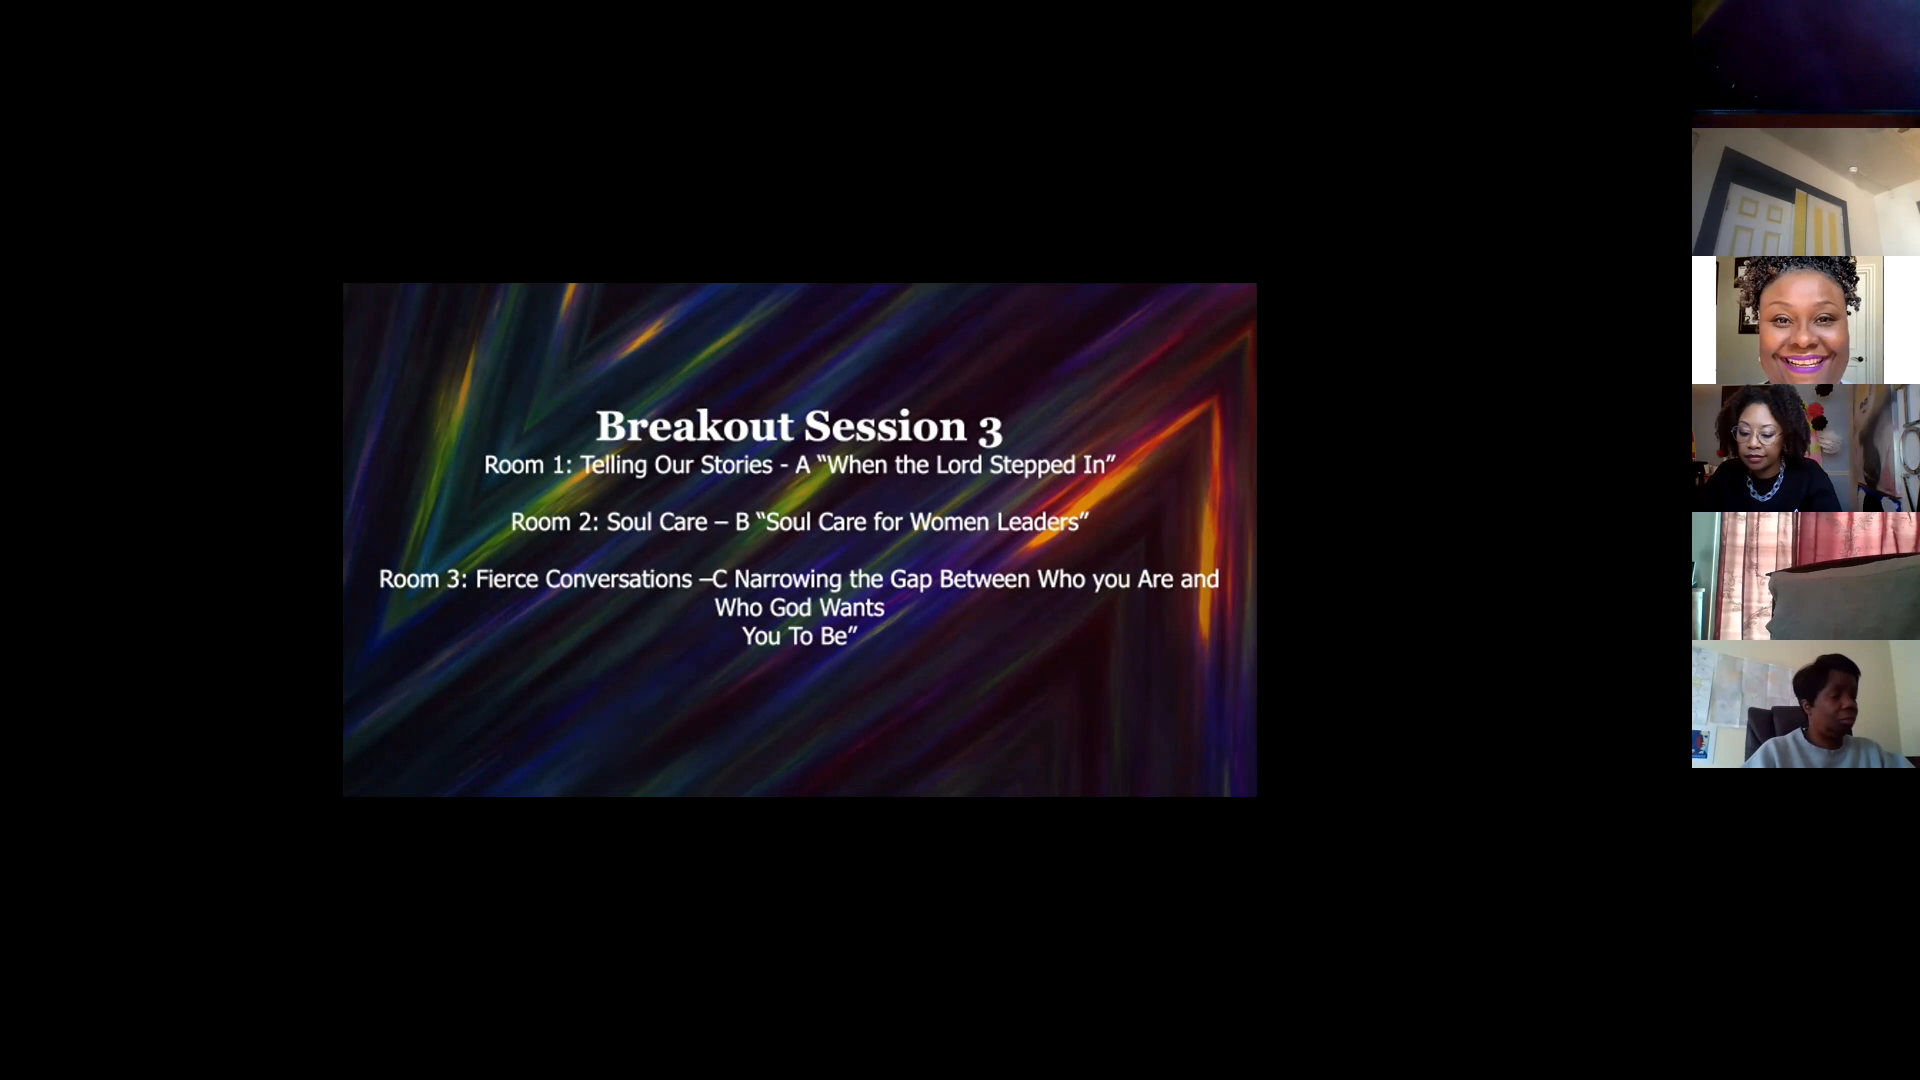 Breakout Session 3
Room 1: Telling Our Stories - A “When the Lord Stepped In”
Room 2: Soul Care – B “Soul Care for Women Leaders”
Room 3: Fierce Conversations –C Narrowing the Gap Between Who you Are and
Who God Wants
You To Be”